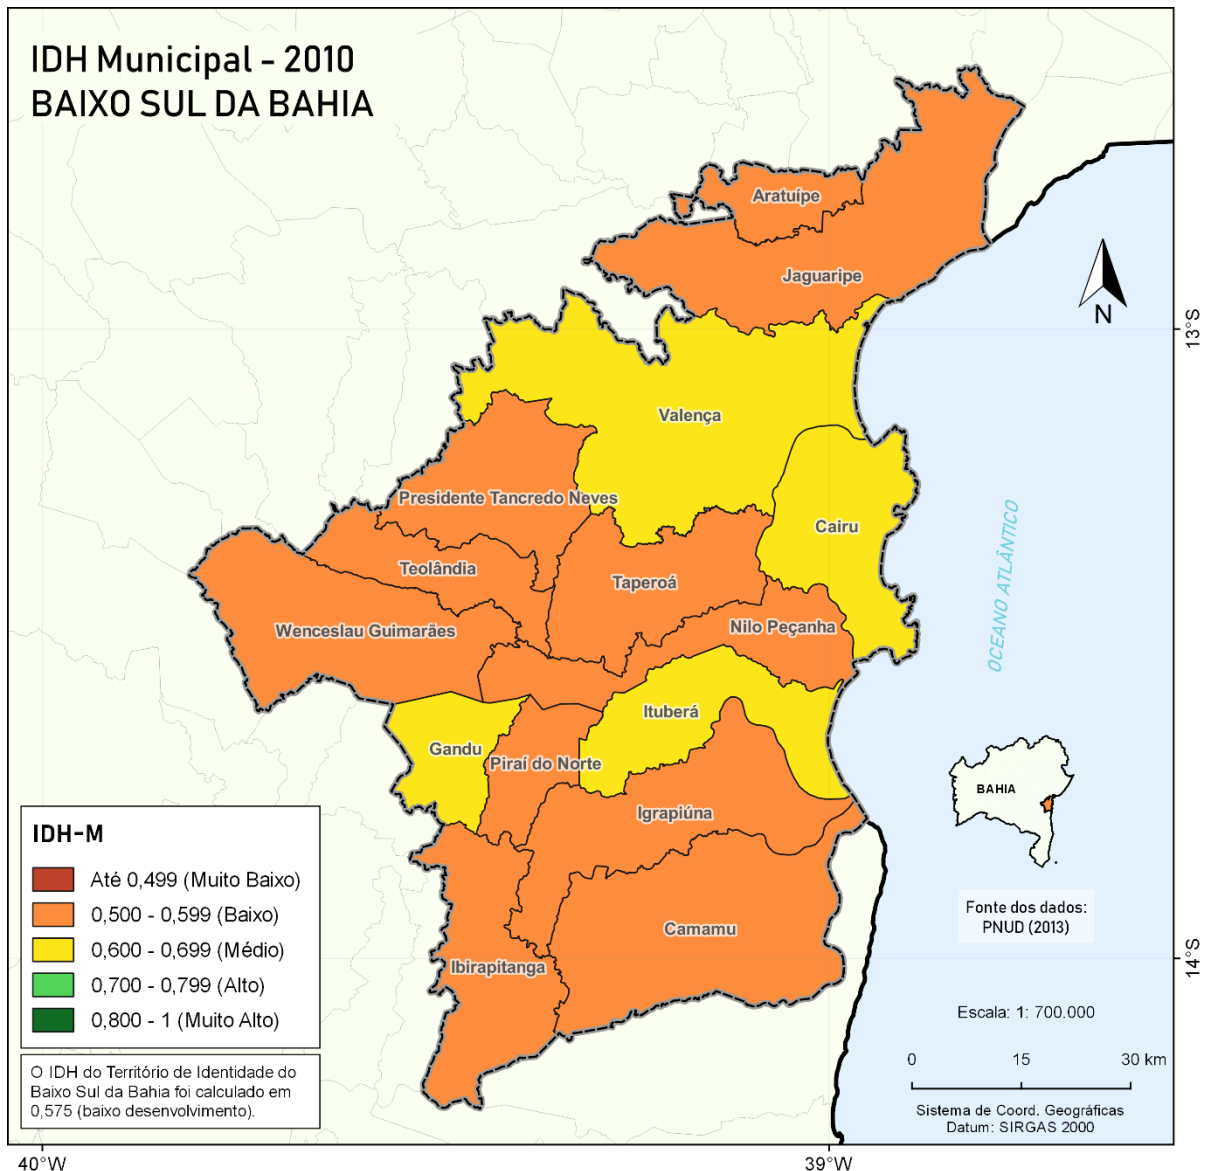 IDH Municipal - 2010
BAIXO SUL DA BAHIA
Aratuípe
Jaguaripe
N
13°S
Valença
Presidente Tancredo Neves
Cairu
OCEANO ATLÂNTICO
Teolândia
Taperoá
Wenceslau Guimarães
Nilo Peçanha
Ituberá
Gandu
Piraí do Norte
Igrapiúna
BAHIA
Camamu
Ibirapitanga
14°S
IDH-M
Até 0,499 (Muito Baixo)
0,500 - 0,599 (Baixo)
0,600 - 0,699 (Médio)
0,700 - 0,799 (Alto)
0,800 - 1 (Muito Alto)
O IDH do Território de Identidade do
Baixo Sul da Bahia foi calculado em
0,575 (baixo desenvolvimento).
Fonte dos dados:
PNUD (2013)
Escala: 1: 700.000
0 15 30 km
Sistema de Coord. Geográficas
Datum: SIRGAS 2000
40°W 39°W